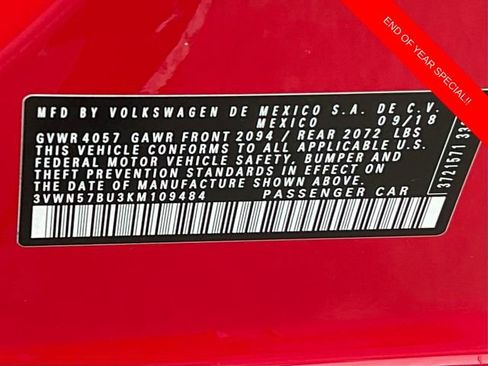 END OF YEAR SPECIAL!!
MFD BY VOLKSWAGEN DE MEXICO S.A. DE C.V.
MEXICO 09/18
GVWR 4057 GAWR FRONT 2094 / REAR 2072 LBS
THIS VEHICLE CONFORMS TO ALL APPLICABLE U.S.
FEDERAL MOTOR VEHICLE SAFETY, BUMPER AND
THEFT PREVENTION STANDARDS IN EFFECT ON
THE DATE OF MANUFACTURE SHOWN ABOVE
3VWN57BU3KM109484 PASSENGER CAR
3721571